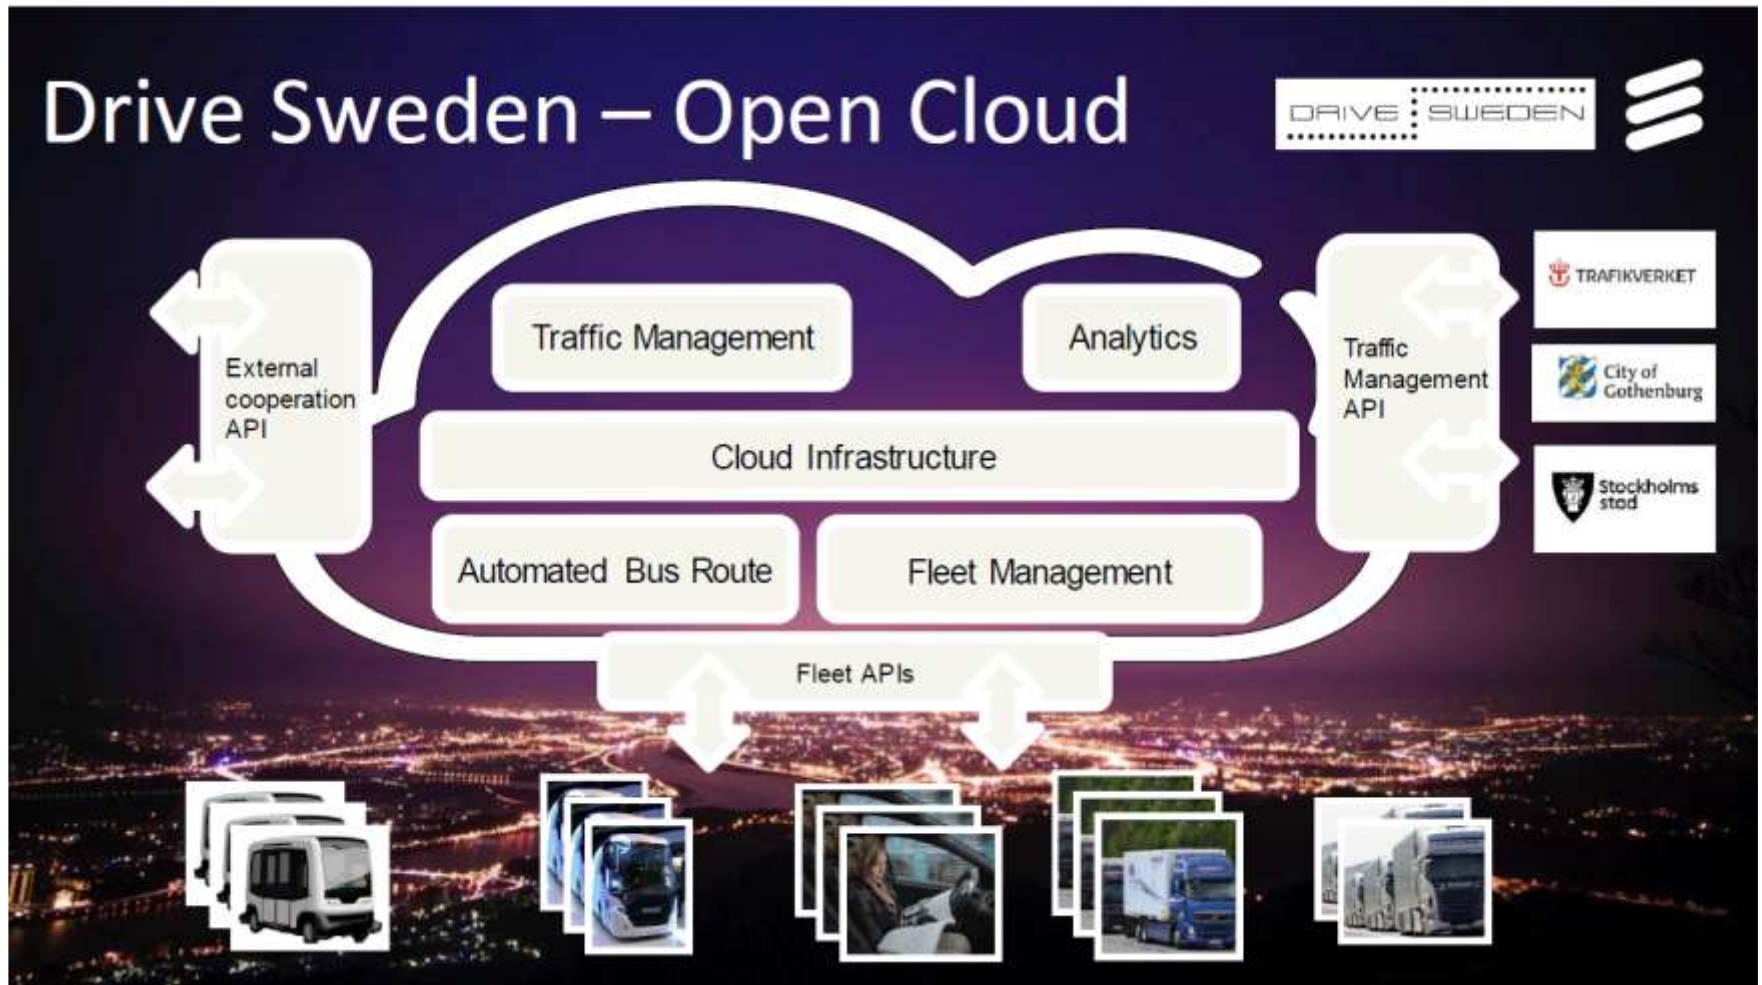 Drive Sweden – Open Cloud
DRIVE SWEDEN
External
cooperation
API
Traffic Management
Analytics
Cloud Infrastructure
Automated Bus Route
Fleet Management
Fleet APIs
Traffic
Management
API
TRAFIKVERKET
City of
Gothenburg
Stockholms
stad